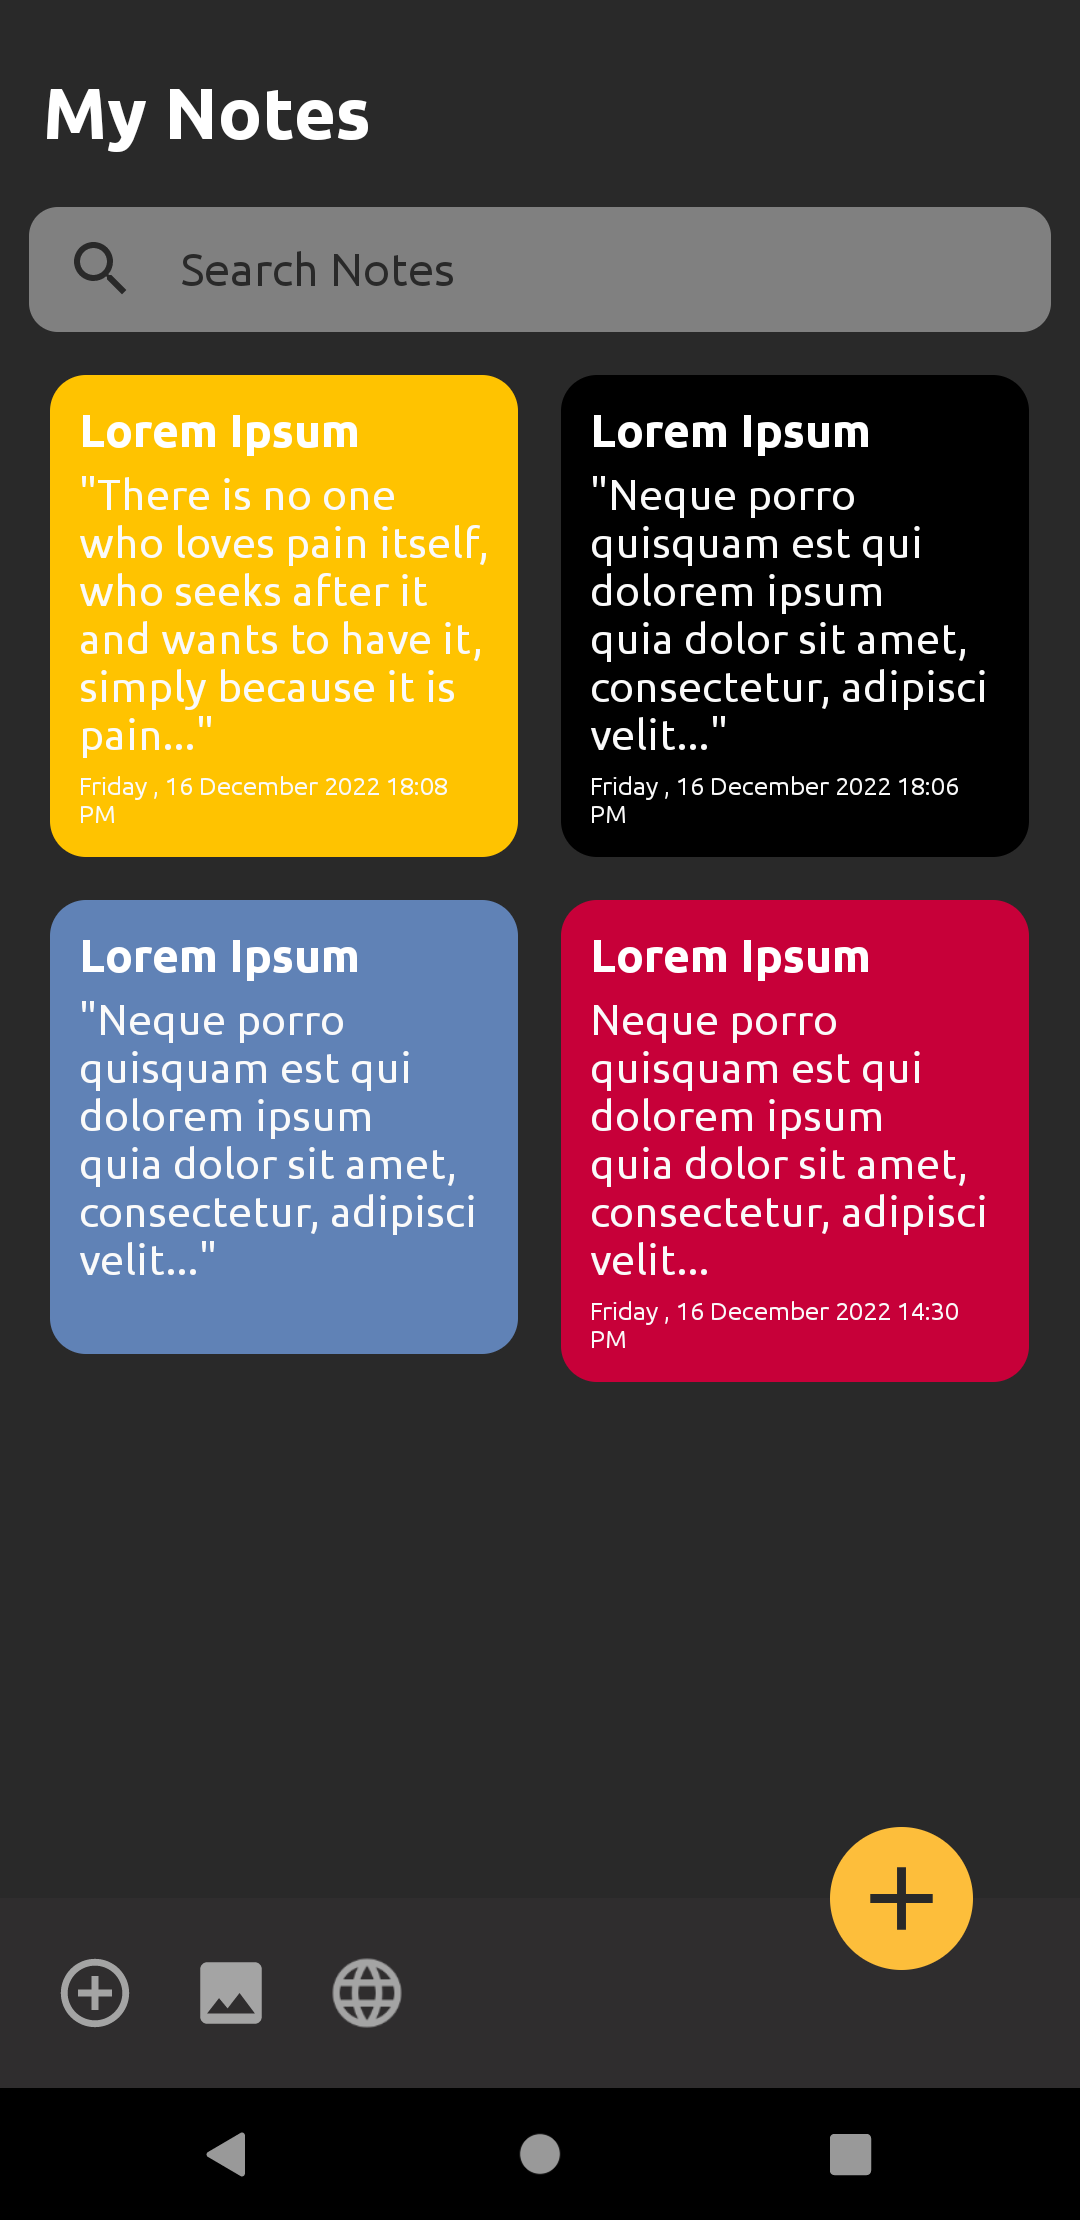 My Notes
Search Notes
Lorem Ipsum
"There is no one
who loves pain itself,
who seeks after it
and wants to have it,
simply because it is
pain..."
Friday , 16 December 2022 18:08
PM
Lorem Ipsum
"Neque porro
quisquam est qui
dolorem ipsum
quia dolor sit amet,
consectetur, adipisci
velit..."
Friday , 16 December 2022 18:06
PM
Lorem Ipsum
"Neque porro
quisquam est qui
dolorem ipsum
quia dolor sit amet,
consectetur, adipisci
velit..."
Lorem Ipsum
Neque porro
quisquam est qui
dolorem ipsum
quia dolor sit amet,
consectetur, adipisci
velit...
Friday , 16 December 2022 14:30
PM